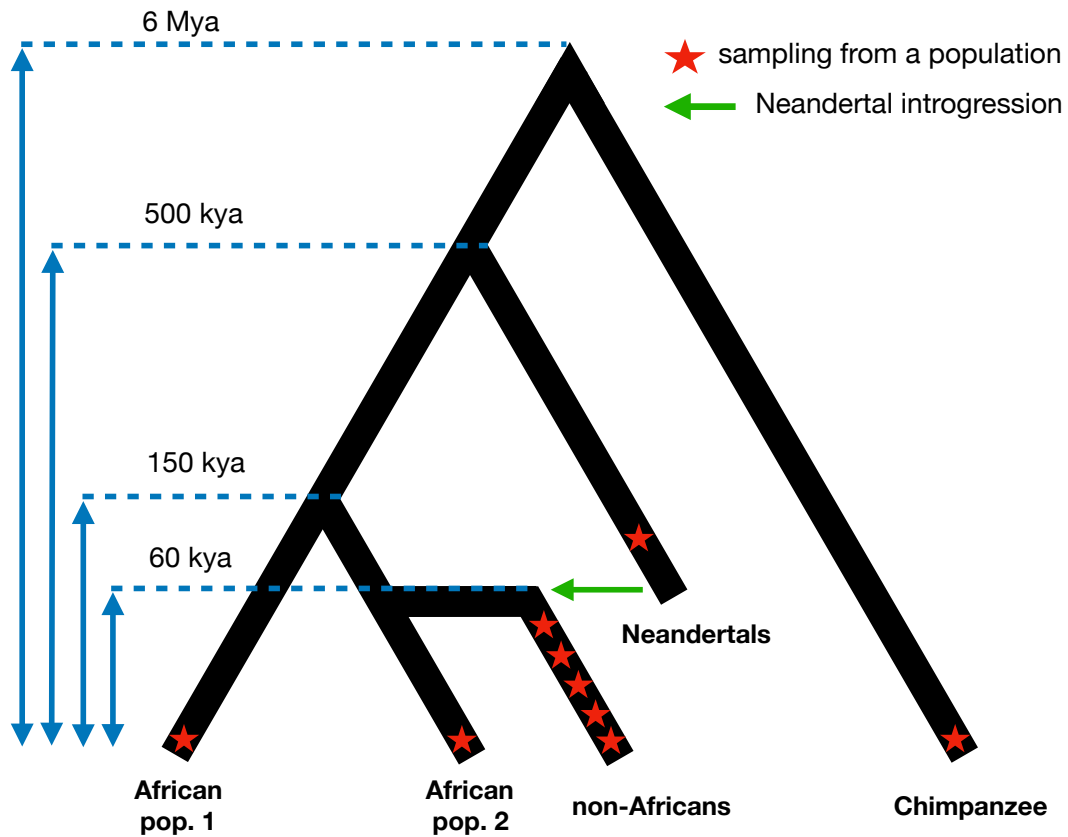 6 Mya
sampling from a population
Neandertal introgression
500 kya
150 kya
60 kya
Neandertals
African
pop. 1
African
pop. 2
non-Africans
Chimpanzee